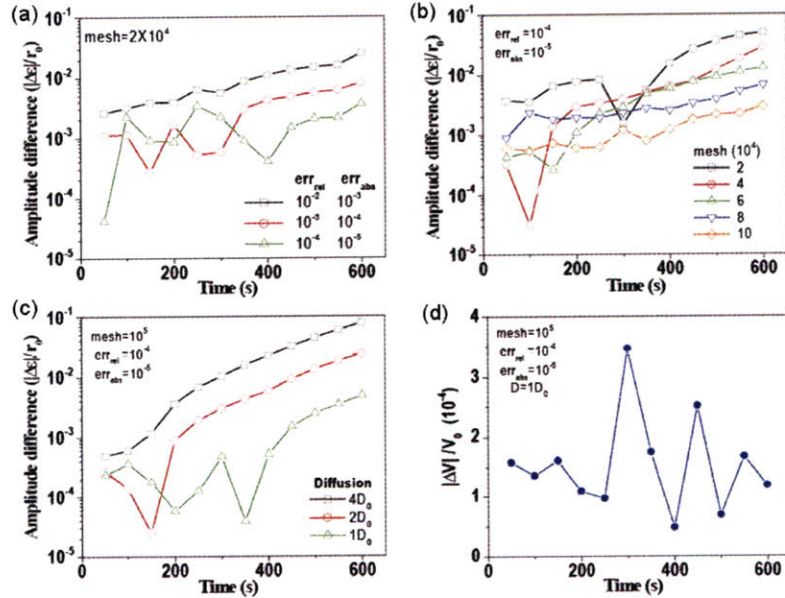 (a)
mesh=2X10⁴
Amplitude difference (|Δε|/r₀)
10⁻¹
10⁻²
10⁻³
10⁻⁴
10⁻⁵
err_rel err_abs
10⁻² 10⁻³
10⁻³ 10⁻⁴
10⁻⁴ 10⁻⁵
0 200 400 600
Time (s)
(b)
err_rel=10⁻⁴
err_abs=10⁻⁵
Amplitude difference (|Δε|/r₀)
10⁻¹
10⁻²
10⁻³
10⁻⁴
10⁻⁵
mesh (10⁴)
2
4
6
8
10
0 200 400 600
Time (s)
(c)
mesh=10⁵
err_rel=10⁻⁴
err_abs=10⁻⁵
Amplitude difference (|Δε|/r₀)
10⁻¹
10⁻²
10⁻³
10⁻⁴
10⁻⁵
Diffusion
4D₀
2D₀
1D₀
0 200 400 600
Time (s)
(d)
mesh=10⁵
err_rel=10⁻⁴
err_abs=10⁻⁵
D=1D₀
|ΔV|/V₀ (10⁻⁴)
4
3
2
1
0
0 200 400 600
Time (s)